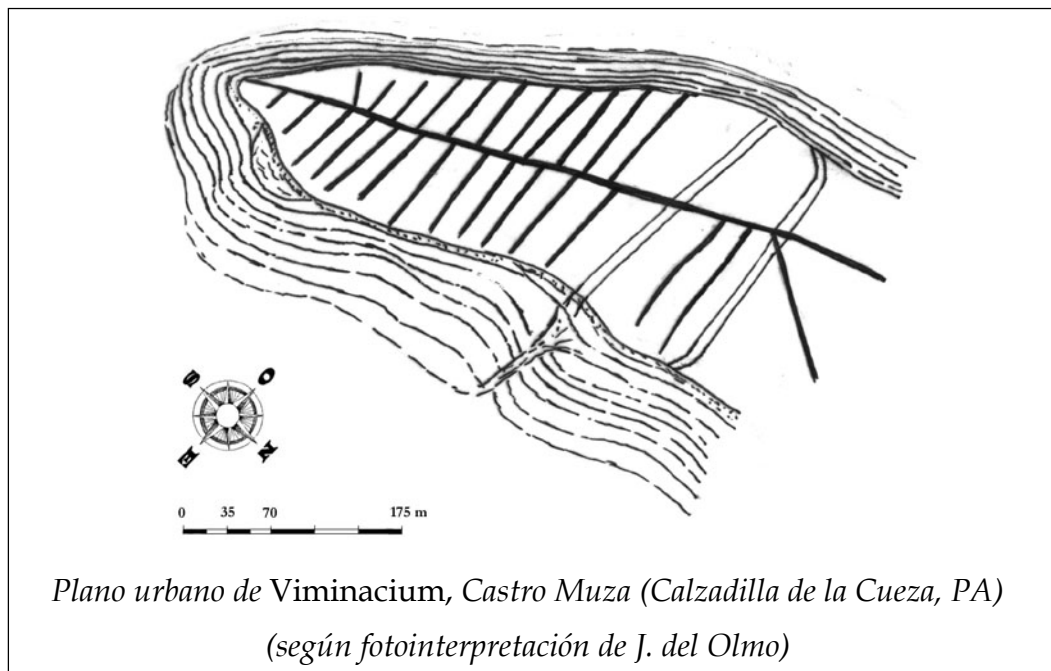 S O
E N
0 35 70 175 m
Plano urbano de Viminacium, Castro Muza (Calzadilla de la Cueza, PA)
(según fotointerpretación de J. del Olmo)